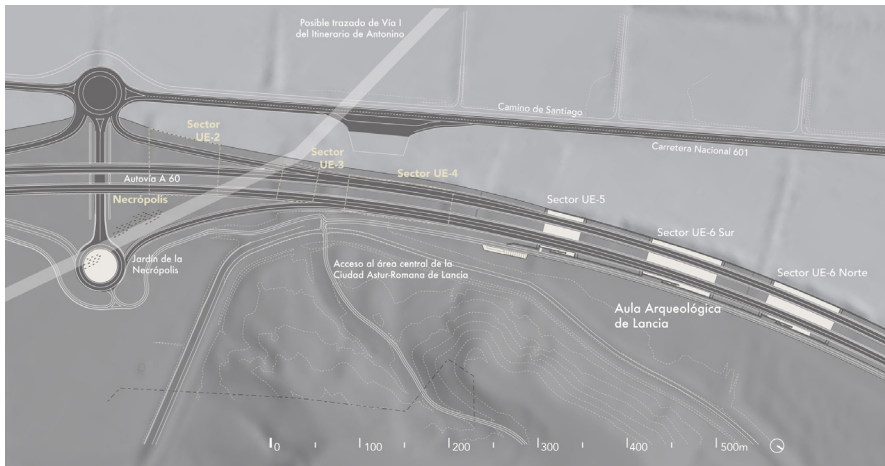 Posible trazado de Vía I
del Itinerario de Antonino
Camino de Santiago
Carretera Nacional 601
Sector
UE-2
Sector
UE-3
Autovía A 60
Sector UE-4
Necrópolis
Sector UE-5
Sector UE-6 Sur
Sector UE-6 Norte
Jardín de la
Necrópolis
Acceso al área central de la
Ciudad Astur-Romana de Lancia
Aula Arqueológica
de Lancia
0 100 200 300 400 500m